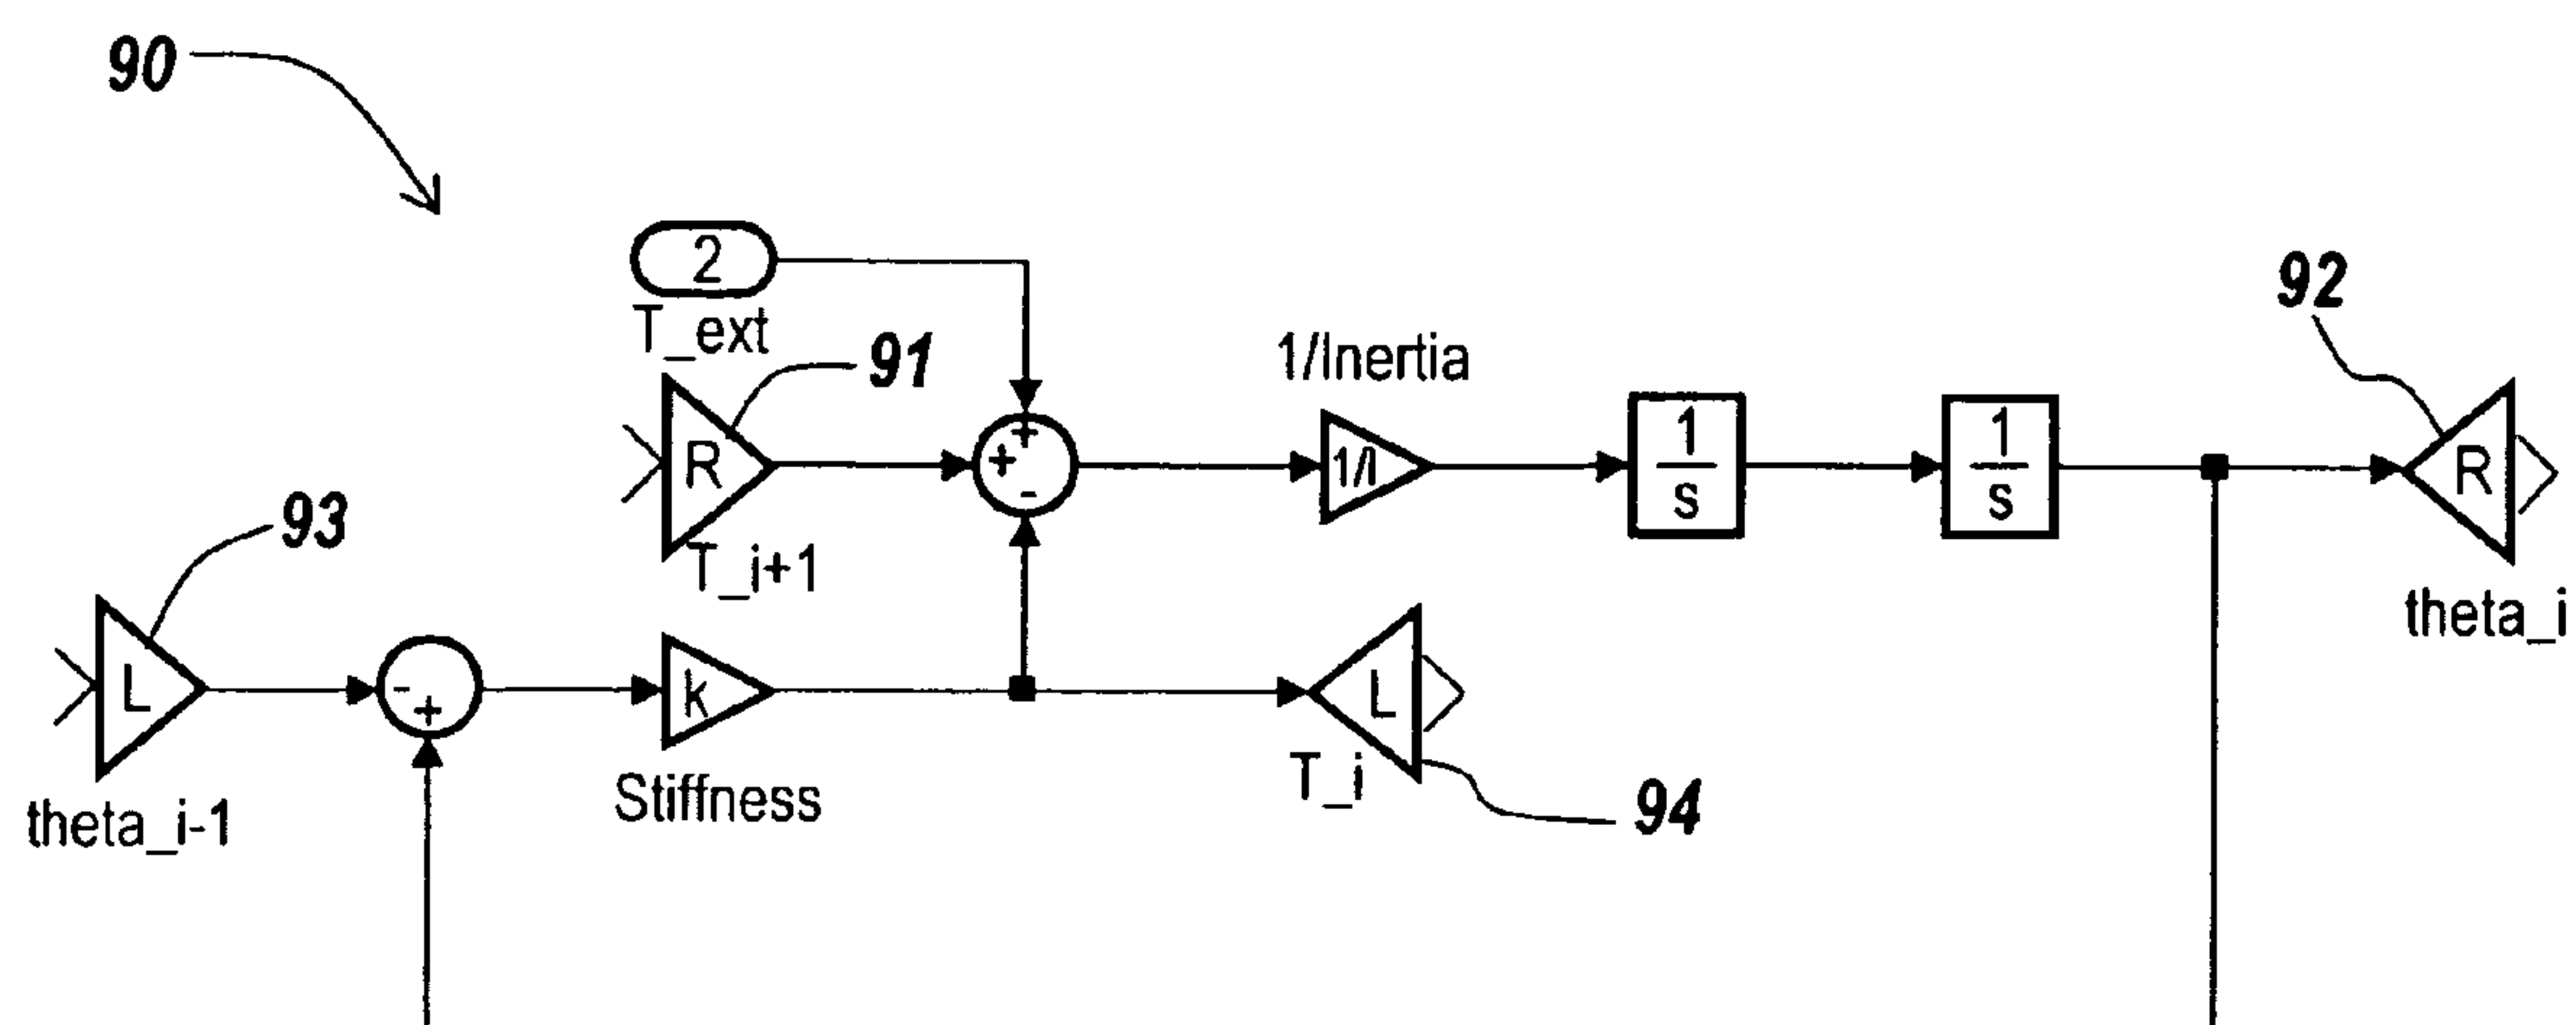 90
2
T_ext
91
92
1/Inertia
R
+
+
-
1/I
1
s
1
s
R
T_i+1
theta_i
93
L
-
+
k
L
theta_i-1
Stiffness
T_i
94